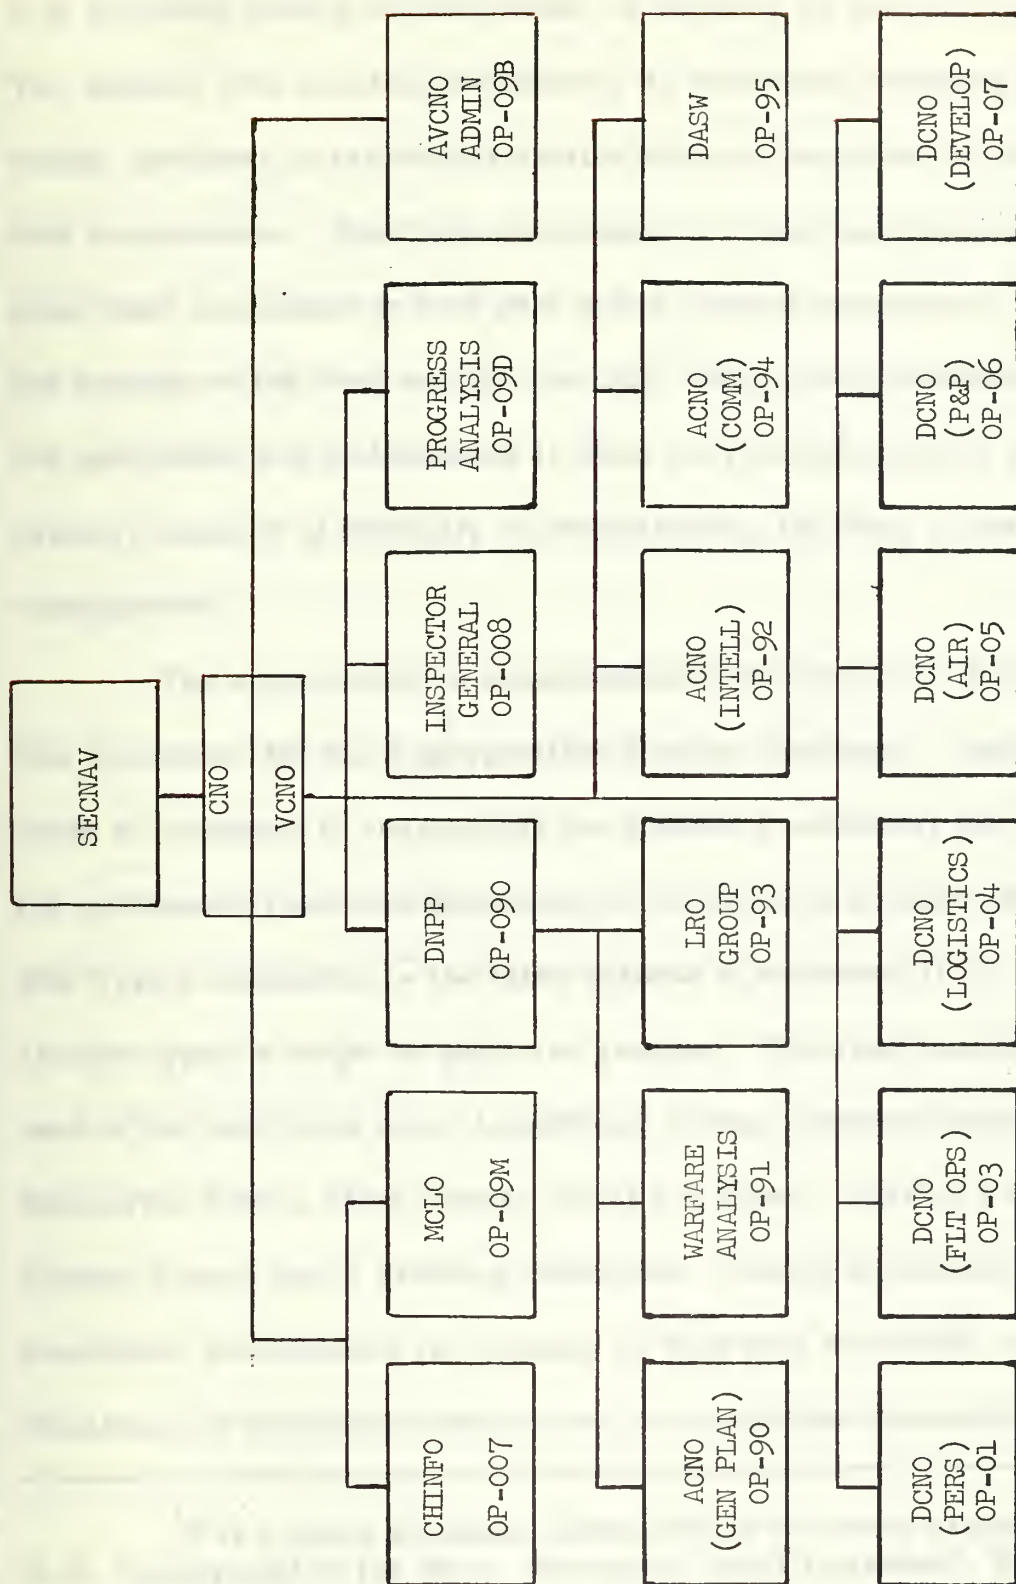 SECNAV
CNO
VCNO
CHINFO
OP-007
MCLO
OP-09M
DNPP
OP-090
INSPECTOR
GENERAL
OP-008
PROGRESS
ANALYSIS
OP-09D
AVCNO
ADMIN
OP-09B
ACNO
(GEN PLAN)
OP-90
WARFARE
ANALYSIS
OP-91
LRO
GROUP
OP-93
ACNO
(INTELL)
OP-92
ACNO
(COMM)
OP-94
DASW
OP-95
DCNO
(PERS)
OP-01
DCNO
(FLT OPS)
OP-03
DCNO
(LOGISTICS)
OP-04
DCNO
(AIR)
OP-05
DCNO
(P&P)
OP-06
DCNO
(DEVELOP)
OP-07